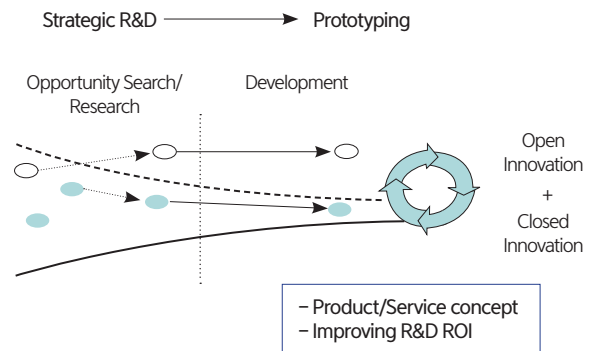 Strategic R&D
Prototyping
Opportunity Search/
Research
Development
Open
Innovation
+
Closed
Innovation
– Product/Service concept
– Improving R&D ROI